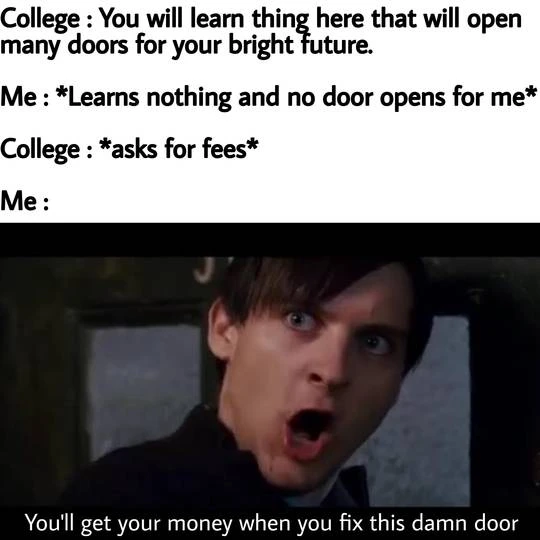 College : You will learn thing here that will open
many doors for your bright future.
Me : *Learns nothing and no door opens for me*
College : *asks for fees*
Me :
You'll get your money when you fix this damn door